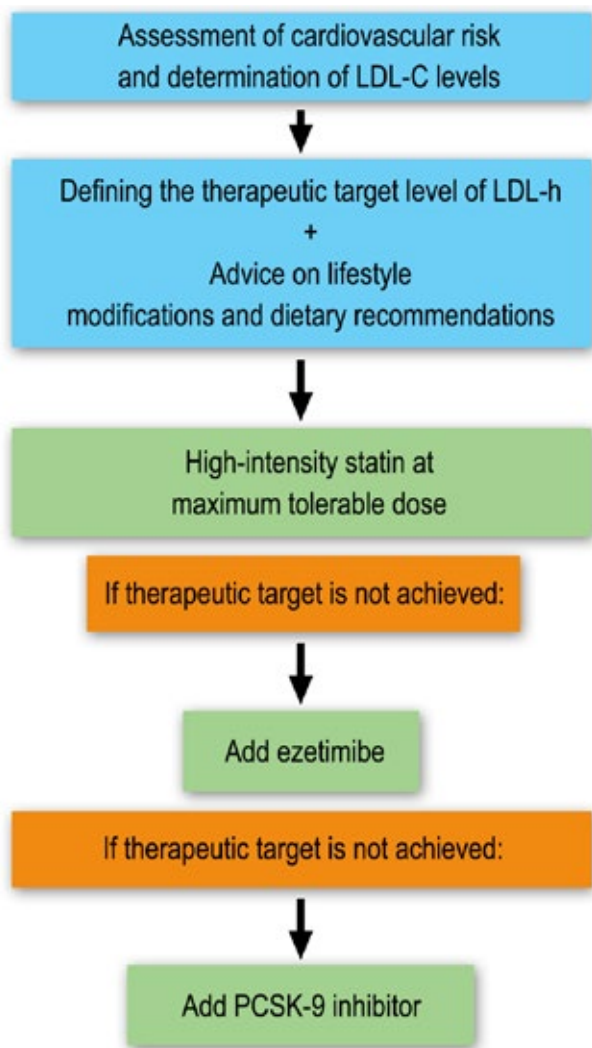 Assessment of cardiovascular risk
and determination of LDL-C levels
Defining the therapeutic target level of LDL-h
+
Advice on lifestyle
modifications and dietary recommendations
High-intensity statin at
maximum tolerable dose
If therapeutic target is not achieved:
Add ezetimibe
If therapeutic target is not achieved:
Add PCSK-9 inhibitor